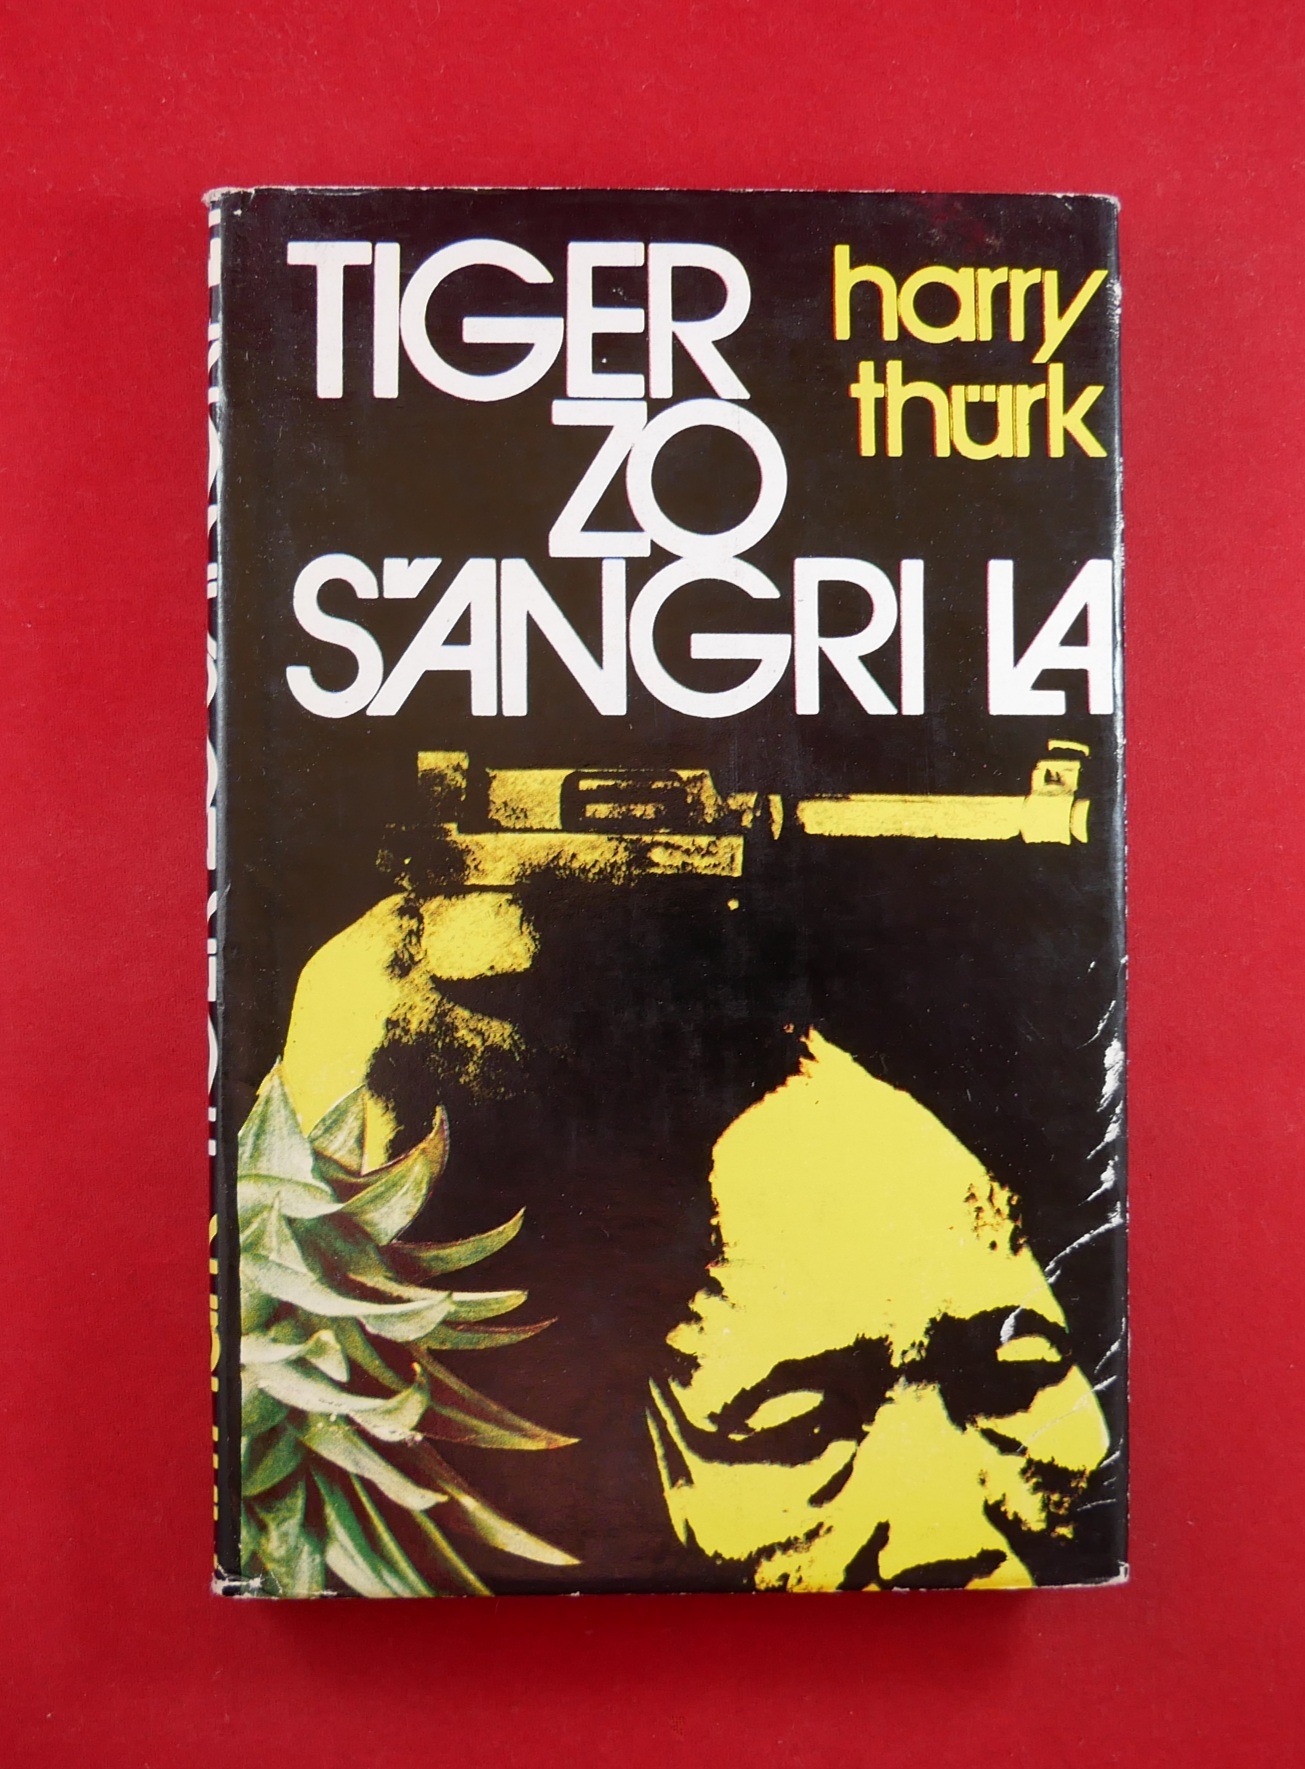 TIGER
harry
thürk
ZO
ŠANGRI LA